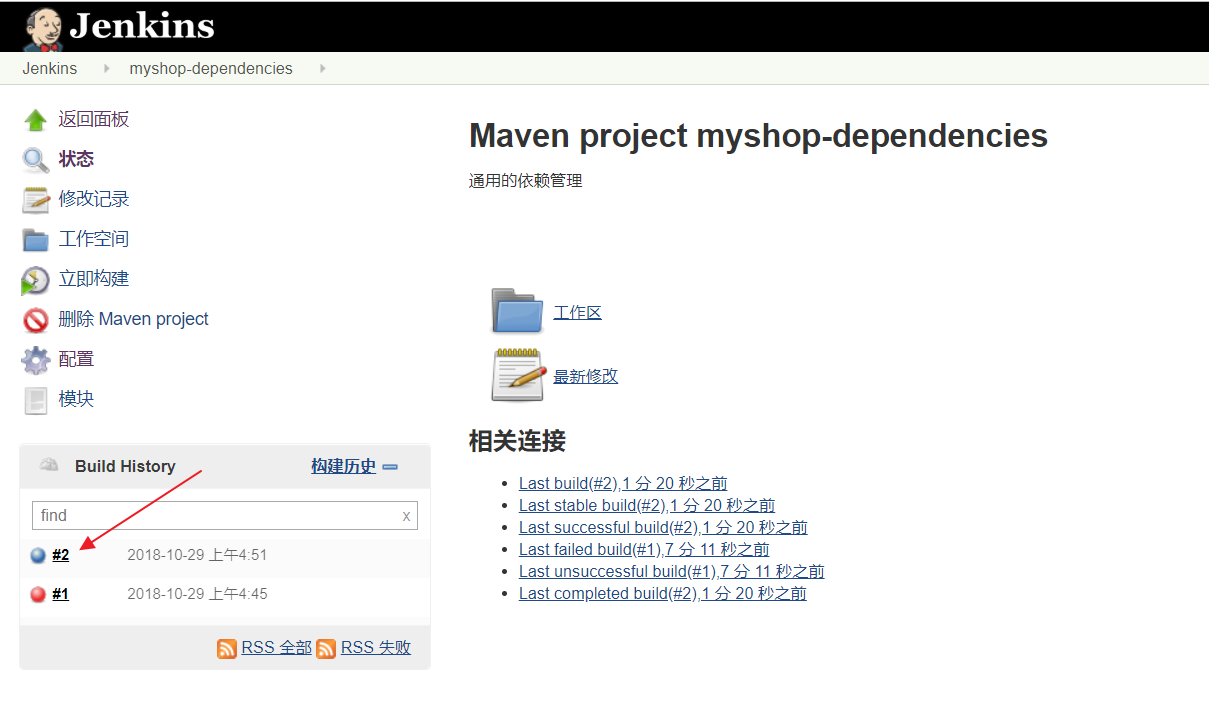 Jenkins
Jenkins myshop-dependencies
返回面板
状态
修改记录
工作空间
立即构建
删除 Maven project
配置
模块
Build History 构建历史
find x
#2 2018-10-29 上午4:51
#1 2018-10-29 上午4:45
RSS 全部 RSS 失败
Maven project myshop-dependencies
通用的依赖管理
工作区
最新修改
相关连接
Last build(#2),1 分 20 秒之前
Last stable build(#2),1 分 20 秒之前
Last successful build(#2),1 分 20 秒之前
Last failed build(#1),7 分 11 秒之前
Last unsuccessful build(#1),7 分 11 秒之前
Last completed build(#2),1 分 20 秒之前